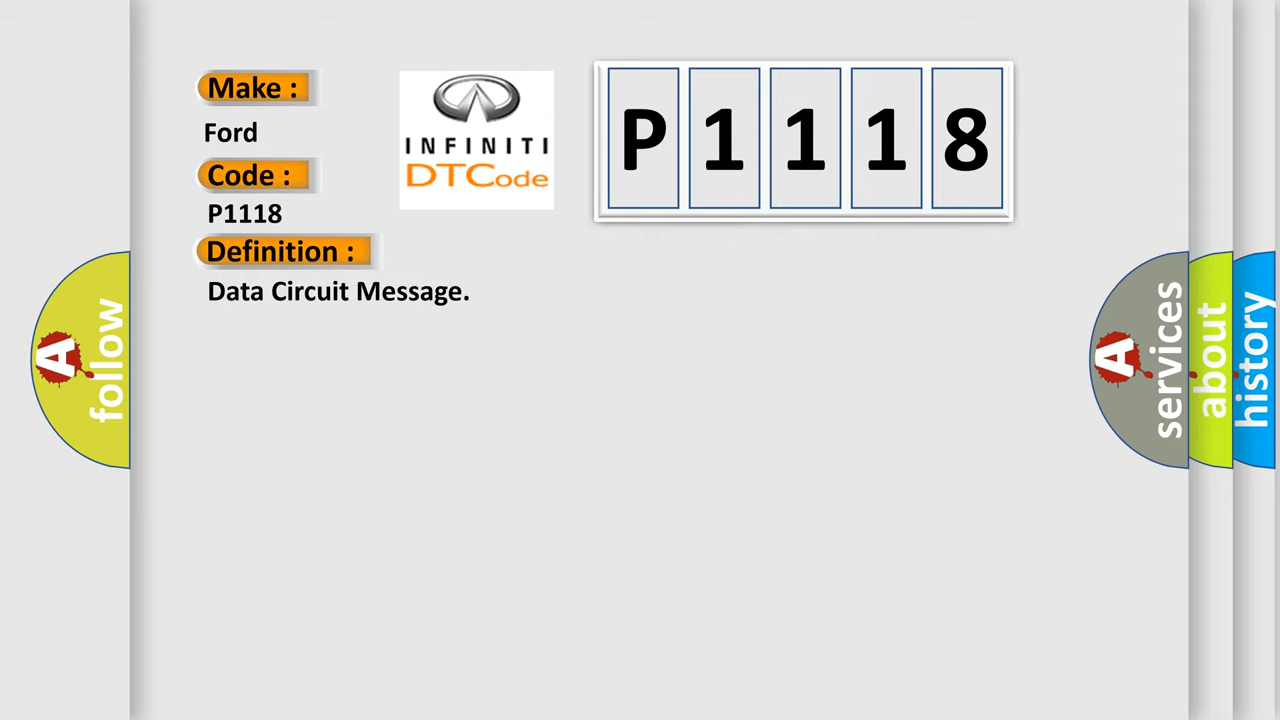 Make :
Ford
Code :
P1118
Definition :
Data Circuit Message.
INFINITI
DTCode
P 1 1 1 8
A
follow
A
services
about
history